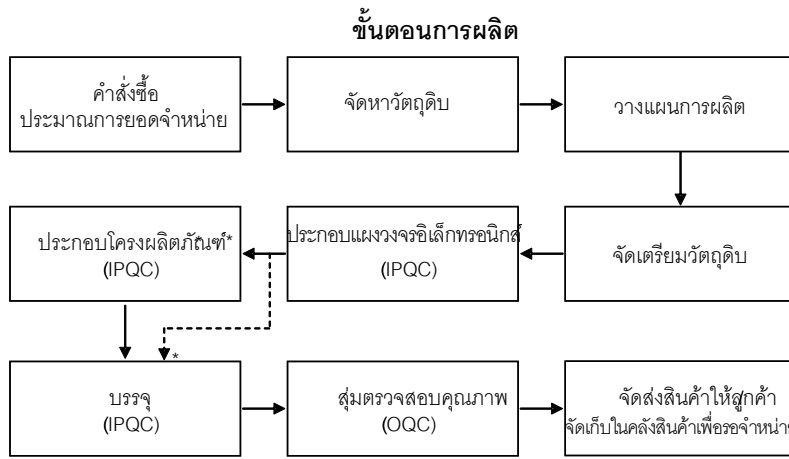 ขั้นตอนการผลิต
คำสั่งซื้อ
ประมาณการยอดจำหน่าย
จัดหาวัตถุดิบ
วางแผนการผลิต
จัดเตรียมวัตถุดิบ
ประกอบแผงวงจรอิเล็กทรอนิกส์
(IPQC)
ประกอบโครงผลิตภัณฑ์*
(IPQC)
*
บรรจุ
(IPQC)
สุ่มตรวจสอบคุณภาพ
(OQC)
จัดส่งสินค้าให้ลูกค้า/
จัดเก็บในคลังสินค้าเพื่อรอจำหน่าย